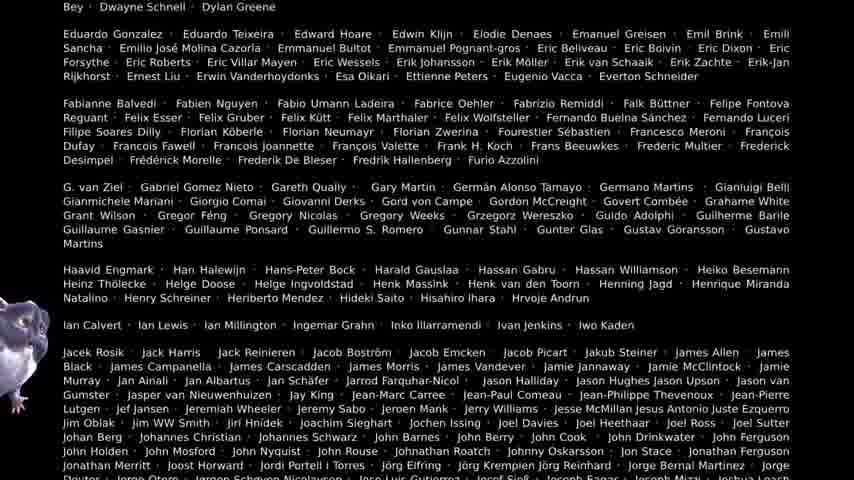 Bey · Dwayne Schnell · Dylan Greene
Eduardo Gonzalez · Eduardo Teixeira · Edward Hoare · Edwin Klijn · Elodie Denaes · Emanuel Greisen · Emil Brink · Emili
Sancha · Emilio José Molina Cazorla · Emmanuel Bultot · Emmanuel Pognant-gros · Eric Beliveau · Eric Boivin · Eric Dixon · Eric
Forsythe · Eric Roberts · Eric Villar Mayen · Eric Wessels · Erik Johansson · Erik Möller · Erik van Schaaik · Erik Zachte · Erik-Jan
Rijkhorst · Ernest Liu · Erwin Vanderhoydonks · Esa Oikari · Ettienne Peters · Eugenio Vacca · Everton Schneider
Fabianne Balvedi · Fabien Nguyen · Fabio Umann Ladeira · Fabrice Oehler · Fabrizio Remiddi · Falk Büttner · Felipe Fontova
Reguant · Felix Esser · Felix Gruber · Felix Kütt · Felix Marthaler · Felix Wolfsteller · Fernando Buelna Sánchez · Fernando Luceri
Filipe Soares Dilly · Florian Köberle · Florian Neumayr · Florian Zwerina · Fourestier Sébastien · Francesco Meroni · François
Dufay · Francois Fawell · Francois Joannette · François Valette · Frank H. Koch · Frans Beeuwkes · Frederic Multier · Frederick
Desimpel · Frédérick Morelle · Frederik De Bleser · Fredrik Hallenberg · Furio Azzolini
G. van Ziel · Gabriel Gomez Nieto · Gareth Qually · Gary Martin · Germán Alonso Tamayo · Germano Martins · Gianluigi Belli
Gianmichele Mariani · Giorgio Comai · Giovanni Derks · Gord von Campe · Gordon McCreight · Govert Combée · Grahame White
Grant Wilson · Gregor Féng · Gregory Nicolas · Gregory Weeks · Grzegorz Wereszko · Guido Adolphi · Guilherme Barile
Guillaume Gasnier · Guillaume Ponsard · Guillermo S. Romero · Gunnar Stahl · Gunter Glas · Gustav Göransson · Gustavo
Martins
Haavid Engmark · Han Halewijn · Hans-Peter Bock · Harald Gauslaa · Hassan Gabru · Hassan Williamson · Heiko Besemann
Heinz Thölecke · Helge Doose · Helge Ingvoldstad · Henk Massink · Henk van den Toorn · Henning Jagd · Henrique Miranda
Natalino · Henry Schreiner · Heriberto Mendez · Hideki Saito · Hisahiro Ihara · Hrvoje Andrun
Ian Calvert · Ian Lewis · Ian Millington · Ingemar Grahn · Inko Illarramendi · Ivan Jenkins · Iwo Kaden
Jacek Rosik · Jack Harris · Jack Reinieren · Jacob Boström · Jacob Emcken · Jacob Picart · Jakub Steiner · James Allen · James
Black · James Campanella · James Carscadden · James Morris · James Vandever · Jamie Jannaway · Jamie McClintock · Jamie
Murray · Jan Ainali · Jan Albartus · Jan Schäfer · Jarrod Farquhar-Nicol · Jason Halliday · Jason Hughes Jason Upson · Jason van
Gumster · Jasper van Nieuwenhuizen · Jay King · Jean-Marc Carree · Jean-Paul Comeau · Jean-Philippe Thevenoux · Jean-Pierre
Lutgen · Jef Jansen · Jeremiah Wheeler · Jeremy Sabo · Jeroen Mank · Jerry Williams · Jesse McMillan Jesus Antonio Juste Ezquerro
Jim Oblak · Jim WW Smith · Jirí Hnídek · Joachim Sieghart · Jochen Issing · Joel Davies · Joel Heethaar · Joel Ross · Joel Sutter
Johan Berg · Johannes Christian · Johannes Schwarz · John Barnes · John Berry · John Cook · John Drinkwater · John Ferguson
John Holden · John Mosford · John Nyquist · John Rouse · Johnathan Roatch · Johnny Oskarsson · Jon Stace · Jonathan Ferguson
Jonathan Merritt · Joost Horward · Jordi Portell i Torres · Jörg Elfring · Jörg Krempien Jörg Reinhard · Jorge Bernal Martinez · Jorge